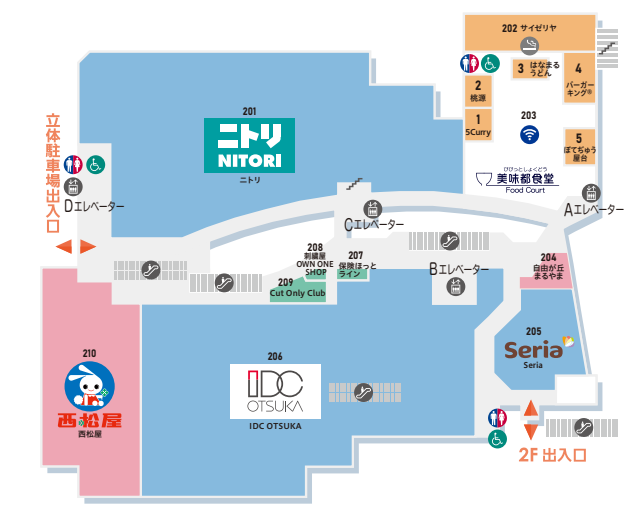 202 サイゼリヤ
3 はなまる
うどん
4
バーガー
キング®
2
桃源
1
5Curry
203
5
ぼてぢゅう
屋台
びびっとしょくどう
美味都食堂
Food Court
201
ニトリ
NITORI
ニトリ
立体駐車場出入口
Dエレベーター
Cエレベーター
Aエレベーター
Bエレベーター
208
刺繍屋
OWN ONE
SHOP
207
保険ほっと
ライン
209
Cut Only Club
204
自由が丘
まるやま
205
Seria
Seria
210
西松屋
西松屋
206
IDC
OTSUKA
IDC OTSUKA
2F 出入口